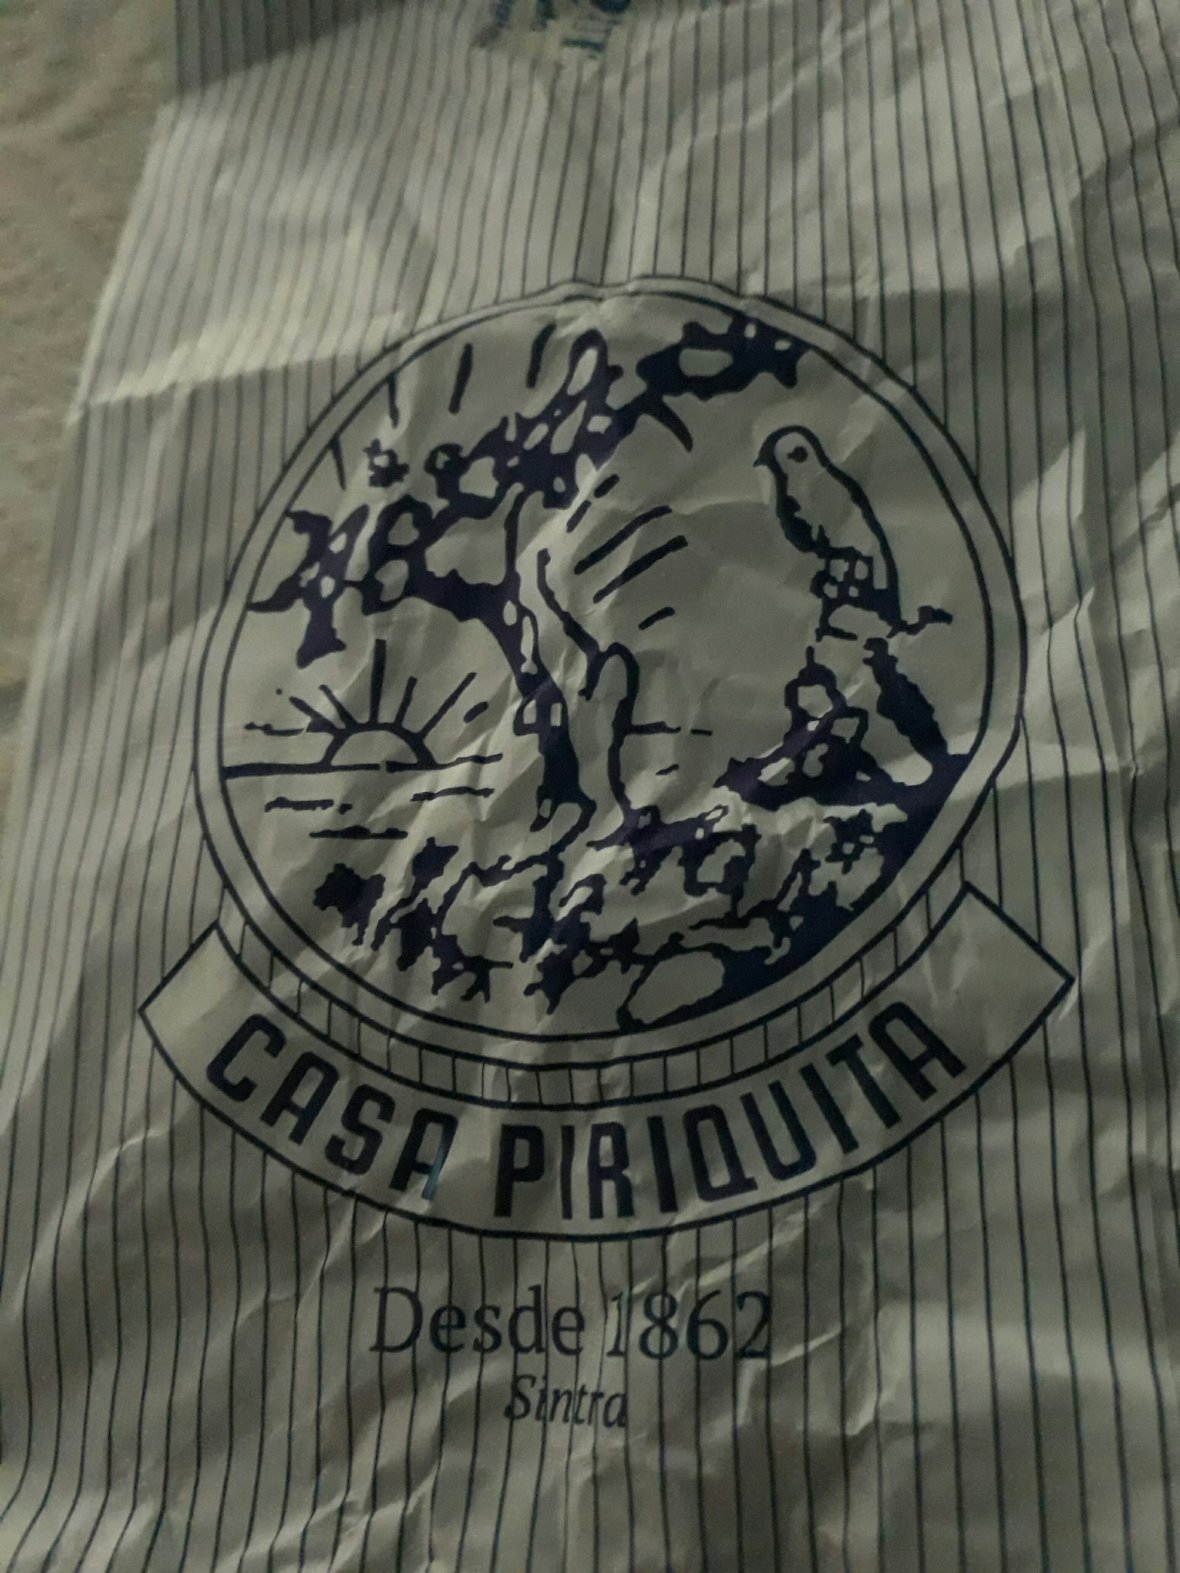 CASA PIRIQUITA
Desde 1862
Sintra